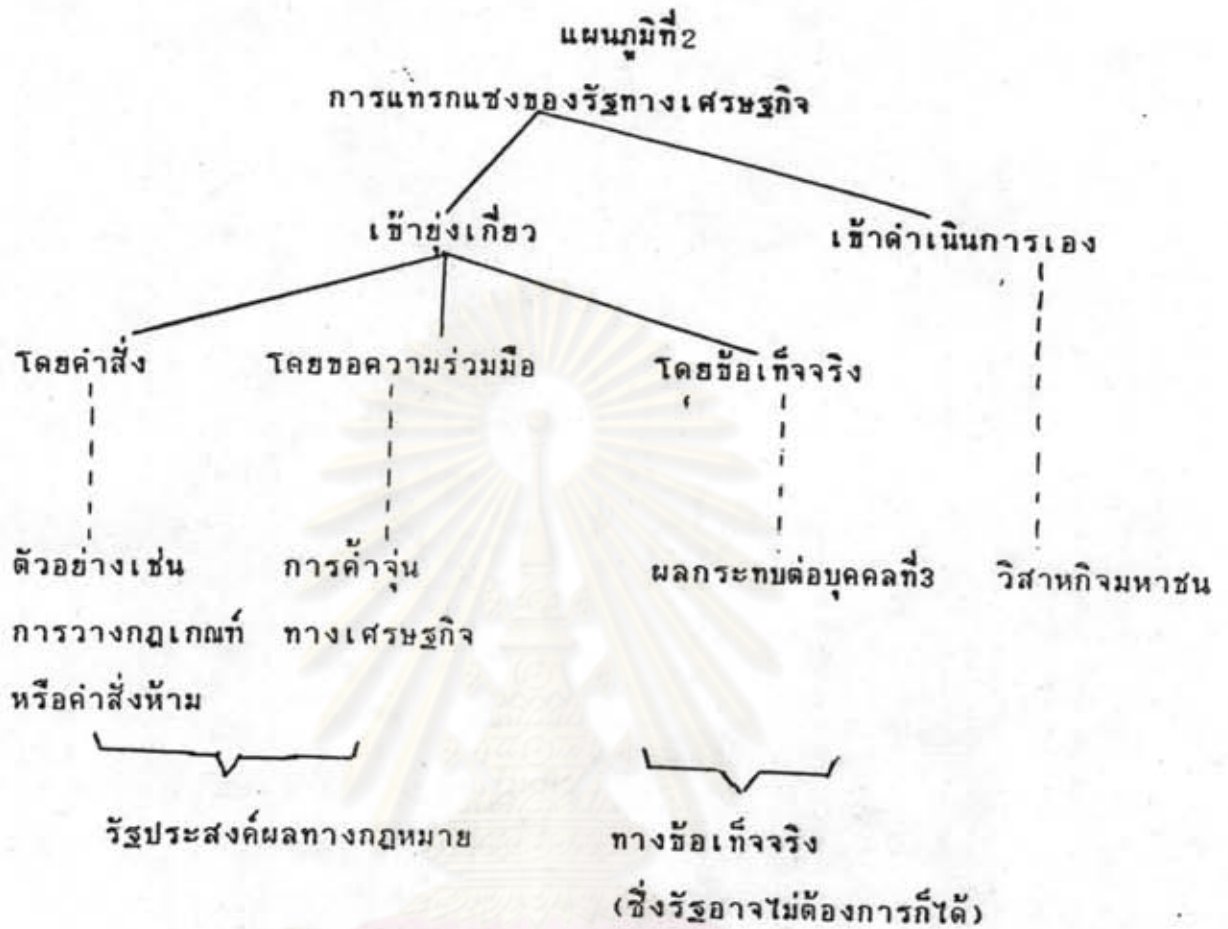 แผนภูมิที่2
การแทรกแซงของรัฐทางเศรษฐกิจ
เข้ายุ่งเกี่ยว
เข้าดำเนินการเอง
โดยคำสั่ง
โดยขอความร่วมมือ
โดยข้อเท็จจริง
ตัวอย่างเช่น
การวางกฎเกณฑ์
หรือคำสั่งห้าม
การค้ำจุ่น
ทางเศรษฐกิจ
ผลกระทบต่อบุคคลที่3
วิสาหกิจมหาชน
รัฐประสงค์ผลทางกฎหมาย
ทางข้อเท็จจริง
(ซึ่งรัฐอาจไม่ต้องการก็ได้)